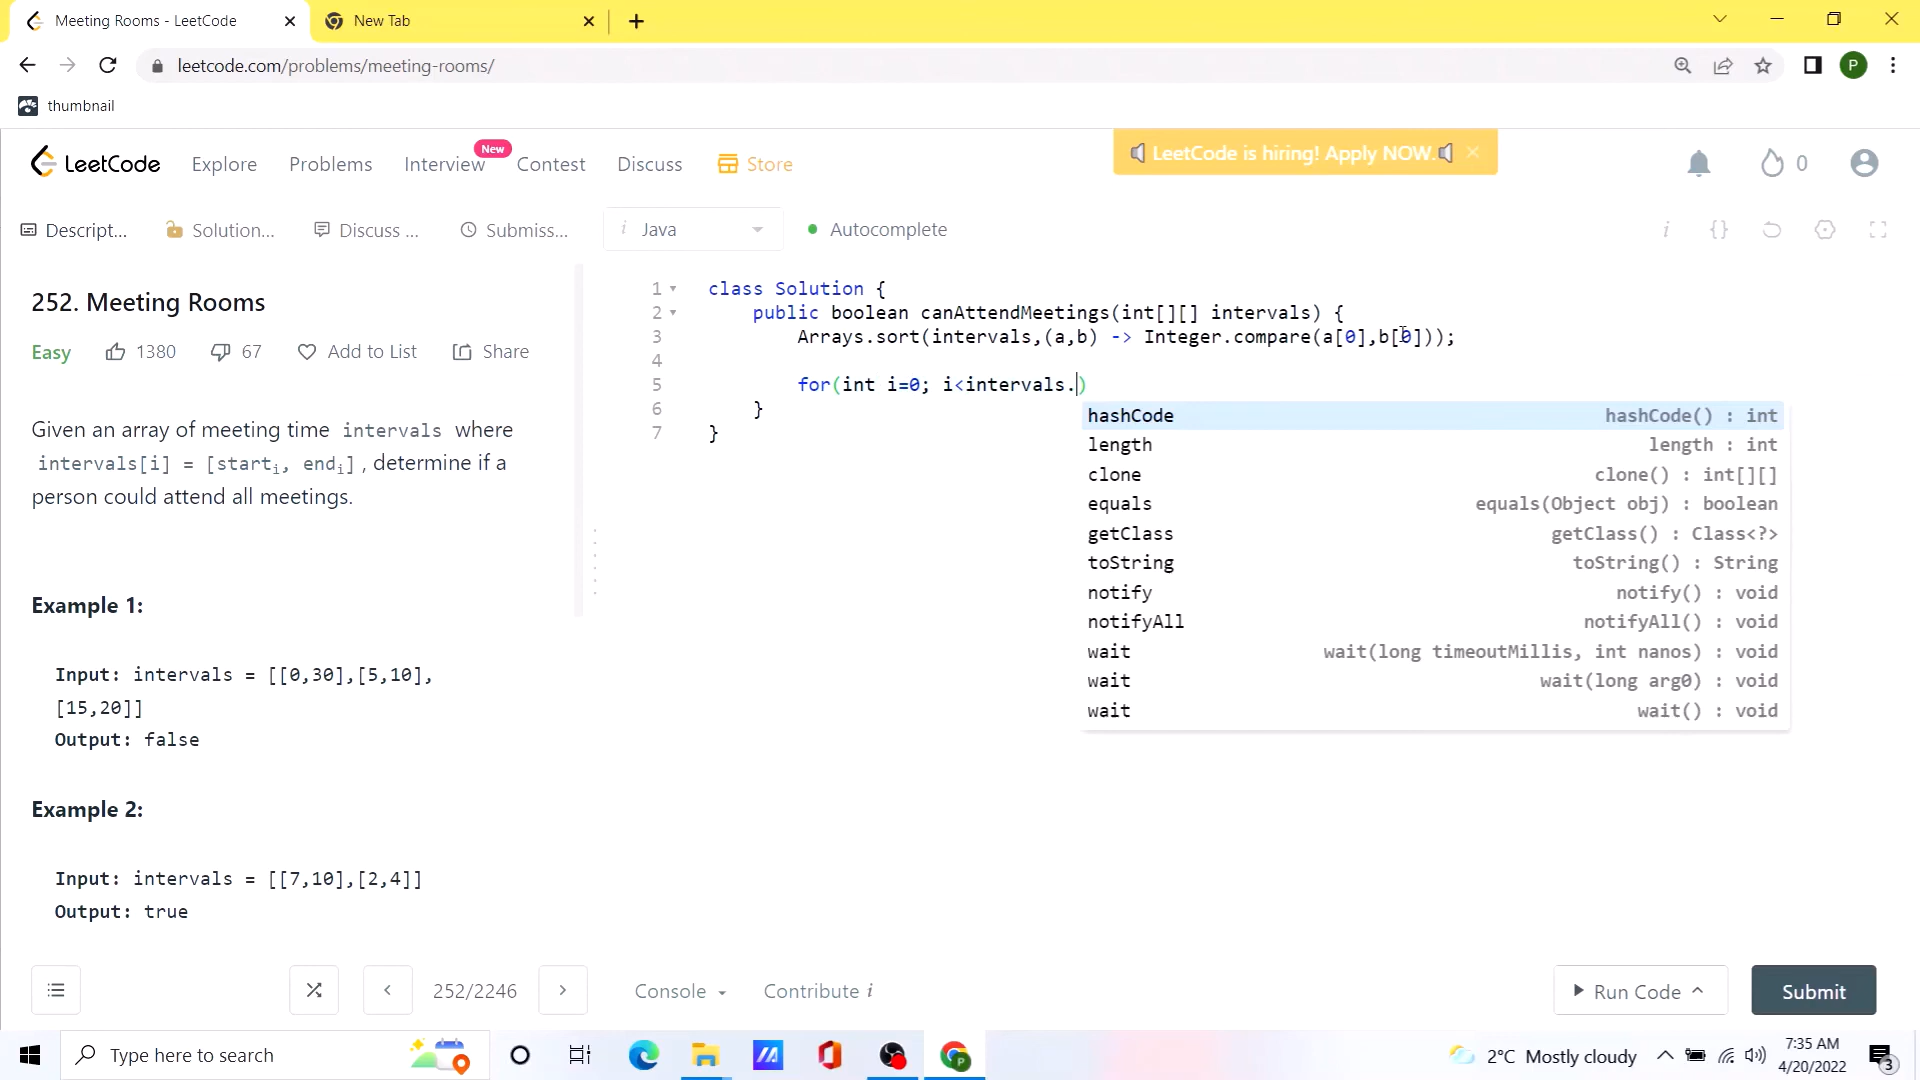 Meeting Rooms - LeetCode
New Tab
leetcode.com/problems/meeting-rooms/
P
thumbnail
LeetCode
Explore
Problems
Interview
New
Contest
Discuss
Store
LeetCode is hiring! Apply NOW.
0
Descript...
Solution...
Discuss ...
Submiss...
i Java
Autocomplete
i
{}
252. Meeting Rooms
Easy
1380
67
Add to List
Share
Given an array of meeting time intervals where
intervals[i] = [starti, endi], determine if a
person could attend all meetings.
Example 1:
Input: intervals = [[0,30],[5,10],
[15,20]]
Output: false
Example 2:
Input: intervals = [[7,10],[2,4]]
Output: true
1 class Solution {
2 public boolean canAttendMeetings(int[][] intervals) {
3 Arrays.sort(intervals,(a,b) -> Integer.compare(a[0],b[0]));
4
5 for(int i=0; i<intervals.)
6 }
7 }
hashCode hashCode() : int
length length : int
clone clone() : int[][]
equals equals(Object obj) : boolean
getClass getClass() : Class<?>
toString toString() : String
notify notify() : void
notifyAll notifyAll() : void
wait wait(long timeoutMillis, int nanos) : void
wait wait(long arg0) : void
wait wait() : void
252/2246
Console
Contribute i
Run Code
Submit
Type here to search
2°C Mostly cloudy
7:35 AM
4/20/2022
3